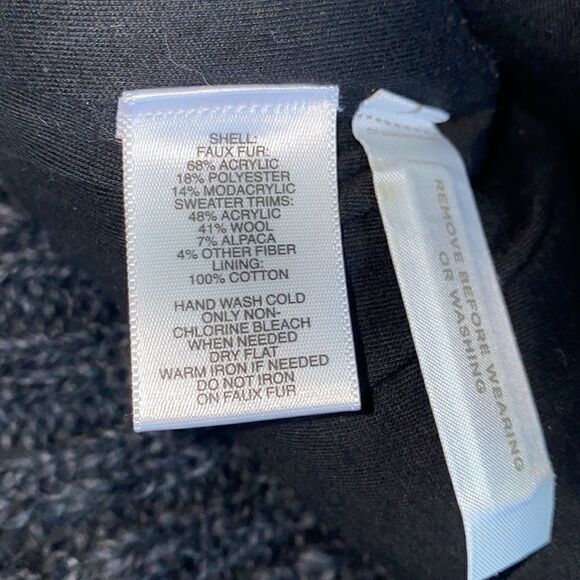 SHELL:
FAUX FUR:
68% ACRYLIC
18% POLYESTER
14% MODACRYLIC
SWEATER TRIMS:
48% ACRYLIC
41% WOOL
7% ALPACA
4% OTHER FIBER
LINING:
100% COTTON
HAND WASH COLD
ONLY NON-
CHLORINE BLEACH
WHEN NEEDED
DRY FLAT
WARM IRON IF NEEDED
DO NOT IRON
ON FAUX FUR
REMOVE BEFORE WEARING
OR WASHING